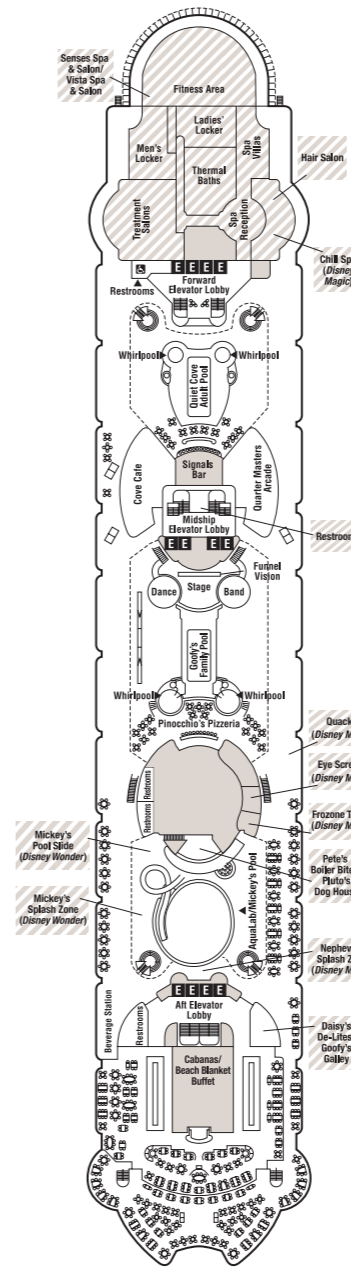 Senses Spa
& Salon/
Vista Spa
& Salon
Fitness Area
Ladies'
Locker
Men's
Locker
Spa
Villas
Thermal
Baths
Hair Salon
Treatment
Salons
Spa
Reception
Chill Sp
(Disney
Magic)
E E E E
Restrooms
Forward
Elevator Lobby
Whirlpool
Whirlpool
Quiet Cove
Adult Pool
Cove Cafe
Signals
Bar
Quarter Masters
Arcade
Midship
Elevator Lobby
Restroom
E E E E
Funnel
Vision
Dance
Stage
Band
Goofy's
Family Pool
Whirlpool
Whirlpool
Pinocchio's Pizzeria
Quack
(Disney M
Restrooms
Restrooms
Eye Scre
(Disney M
Frozone T
(Disney M
Mickey's
Pool Slide
(Disney Wonder)
Pete's
Boiler Bite
Pluto's
Dog Hous
Mickey's
Splash Zone
(Disney Wonder)
AquaLab/Mickey's Pool
Nephew
Splash Z
(Disney M
E E E E
Aft Elevator
Lobby
Beverage Station
Restrooms
Daisy's
De-Lites
Goofy's
Galley
Cabanas/
Beach Blanket
Buffet